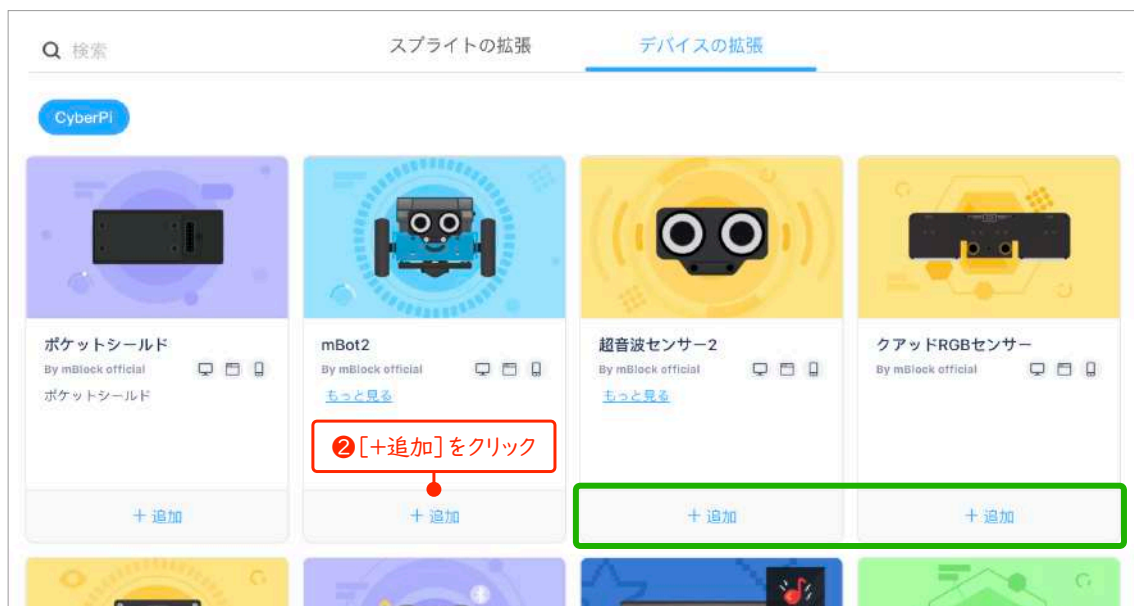 検索
スプライトの拡張
デバイスの拡張
CyberPi
ポケットシールド
By mBlock official
ポケットシールド
+ 追加
mBot2
By mBlock official
もっと見る
❷[+追加]をクリック
+ 追加
超音波センサー2
By mBlock official
もっと見る
+ 追加
クアッドRGBセンサー
By mBlock official
+ 追加